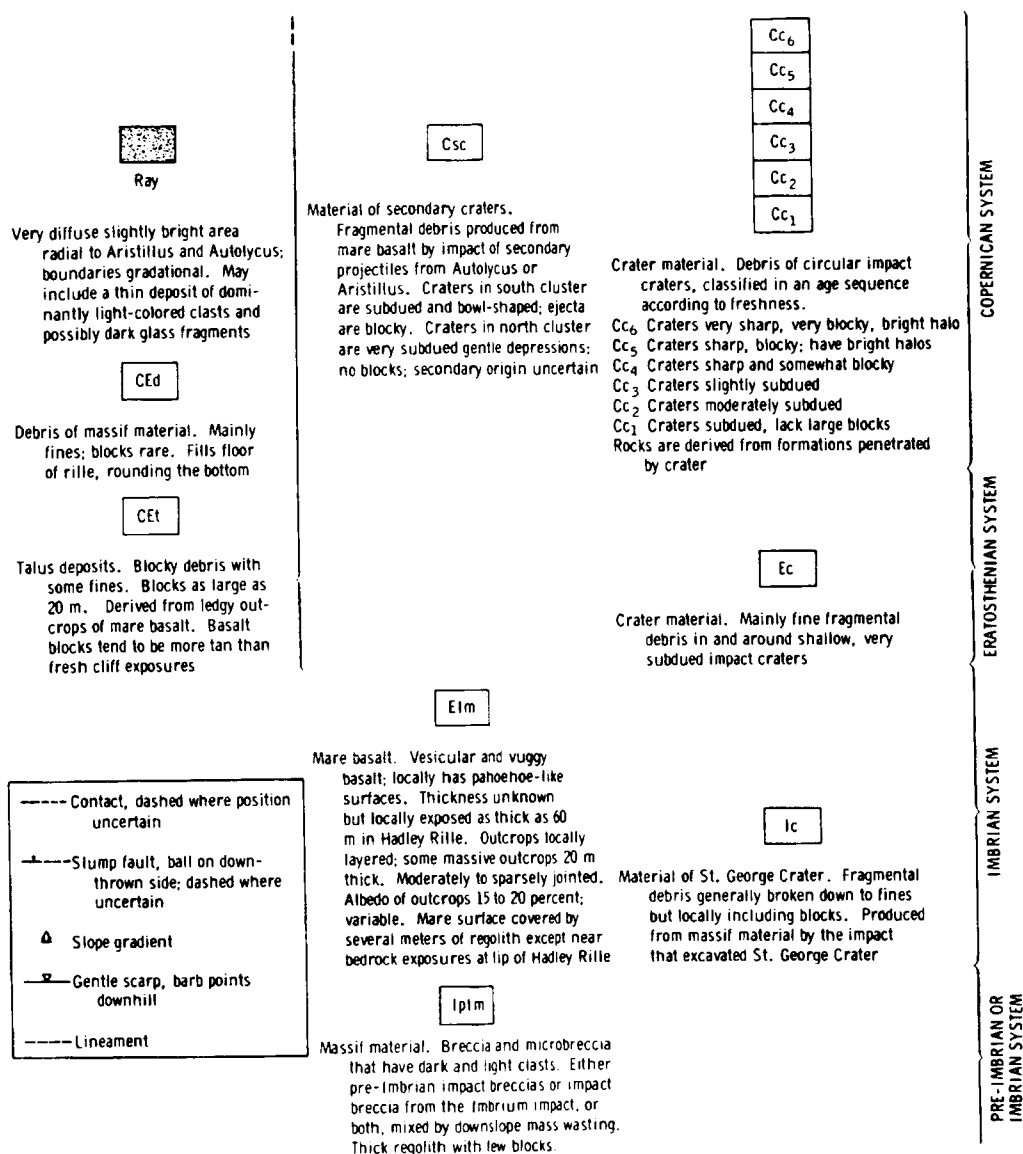 Ray
Very diffuse slightly bright area
radial to Aristillus and Autolycus;
boundaries gradational. May
include a thin deposit of domi-
nantly light-colored clasts and
possibly dark glass fragments
CEd
Debris of massif material. Mainly
fines; blocks rare. Fills floor
of rille, rounding the bottom
CEt
Talus deposits. Blocky debris with
some fines. Blocks as large as
20 m. Derived from ledgy out-
crops of mare basalt. Basalt
blocks tend to be more tan than
fresh cliff exposures
Contact, dashed where position
uncertain
Slump fault, ball on down-
thrown side; dashed where
uncertain
Slope gradient
Gentle scarp, barb points
downhill
Lineament
Csc
Material of secondary craters.
Fragmental debris produced from
mare basalt by impact of secondary
projectiles from Autolycus or
Aristillus. Craters in south cluster
are subdued and bowl-shaped; ejecta
are blocky. Craters in north cluster
are very subdued gentle depressions;
no blocks; secondary origin uncertain
EIm
Mare basalt. Vesicular and vuggy
basalt; locally has pahoehoe-like
surfaces. Thickness unknown
but locally exposed as thick as 60
m in Hadley Rille. Outcrops locally
layered; some massive outcrops 20 m
thick. Moderately to sparsely jointed.
Albedo of outcrops 15 to 20 percent;
variable. Mare surface covered by
several meters of regolith except near
bedrock exposures at lip of Hadley Rille
IpIm
Massif material. Breccia and microbreccia
that have dark and light clasts. Either
pre-Imbrian impact breccias or impact
breccia from the Imbrium impact, or
both, mixed by downslope mass wasting.
Thick regolith with few blocks.
Cc6
Cc5
Cc4
Cc3
Cc2
Cc1
Crater material. Debris of circular impact
craters, classified in an age sequence
according to freshness.
Cc6 Craters very sharp, very blocky, bright halo
Cc5 Craters sharp, blocky; have bright halos
Cc4 Craters sharp and somewhat blocky
Cc3 Craters slightly subdued
Cc2 Craters moderately subdued
Cc1 Craters subdued, lack large blocks
Rocks are derived from formations penetrated
by crater
Ec
Crater material. Mainly fine fragmental
debris in and around shallow, very
subdued impact craters
Ic
Material of St. George Crater. Fragmental
debris generally broken down to fines
but locally including blocks. Produced
from massif material by the impact
that excavated St. George Crater
COPERNICAN SYSTEM
ERATOSTHENIAN SYSTEM
IMBRIAN SYSTEM
PRE-IMBRIAN OR
IMBRIAN SYSTEM